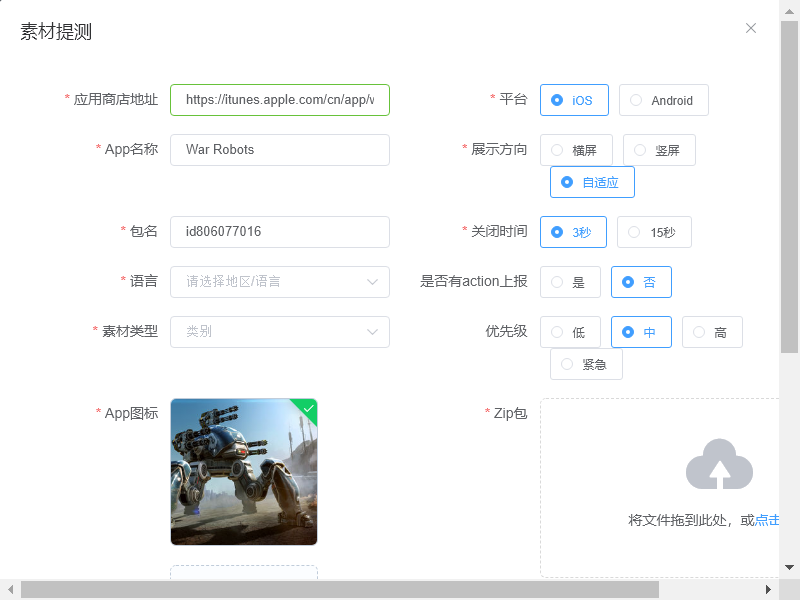 素材提测
* 应用商店地址 https://itunes.apple.com/cn/app/w * 平台 iOS Android
* App名称 War Robots * 展示方向 横屏 竖屏
自适应
* 包名 id806077016 * 关闭时间 3秒 15秒
* 语言 请选择地区/语言 是否有action上报 是 否
* 素材类型 类别 优先级 低 中 高
紧急
* App图标 * Zip包
将文件拖到此处，或点击